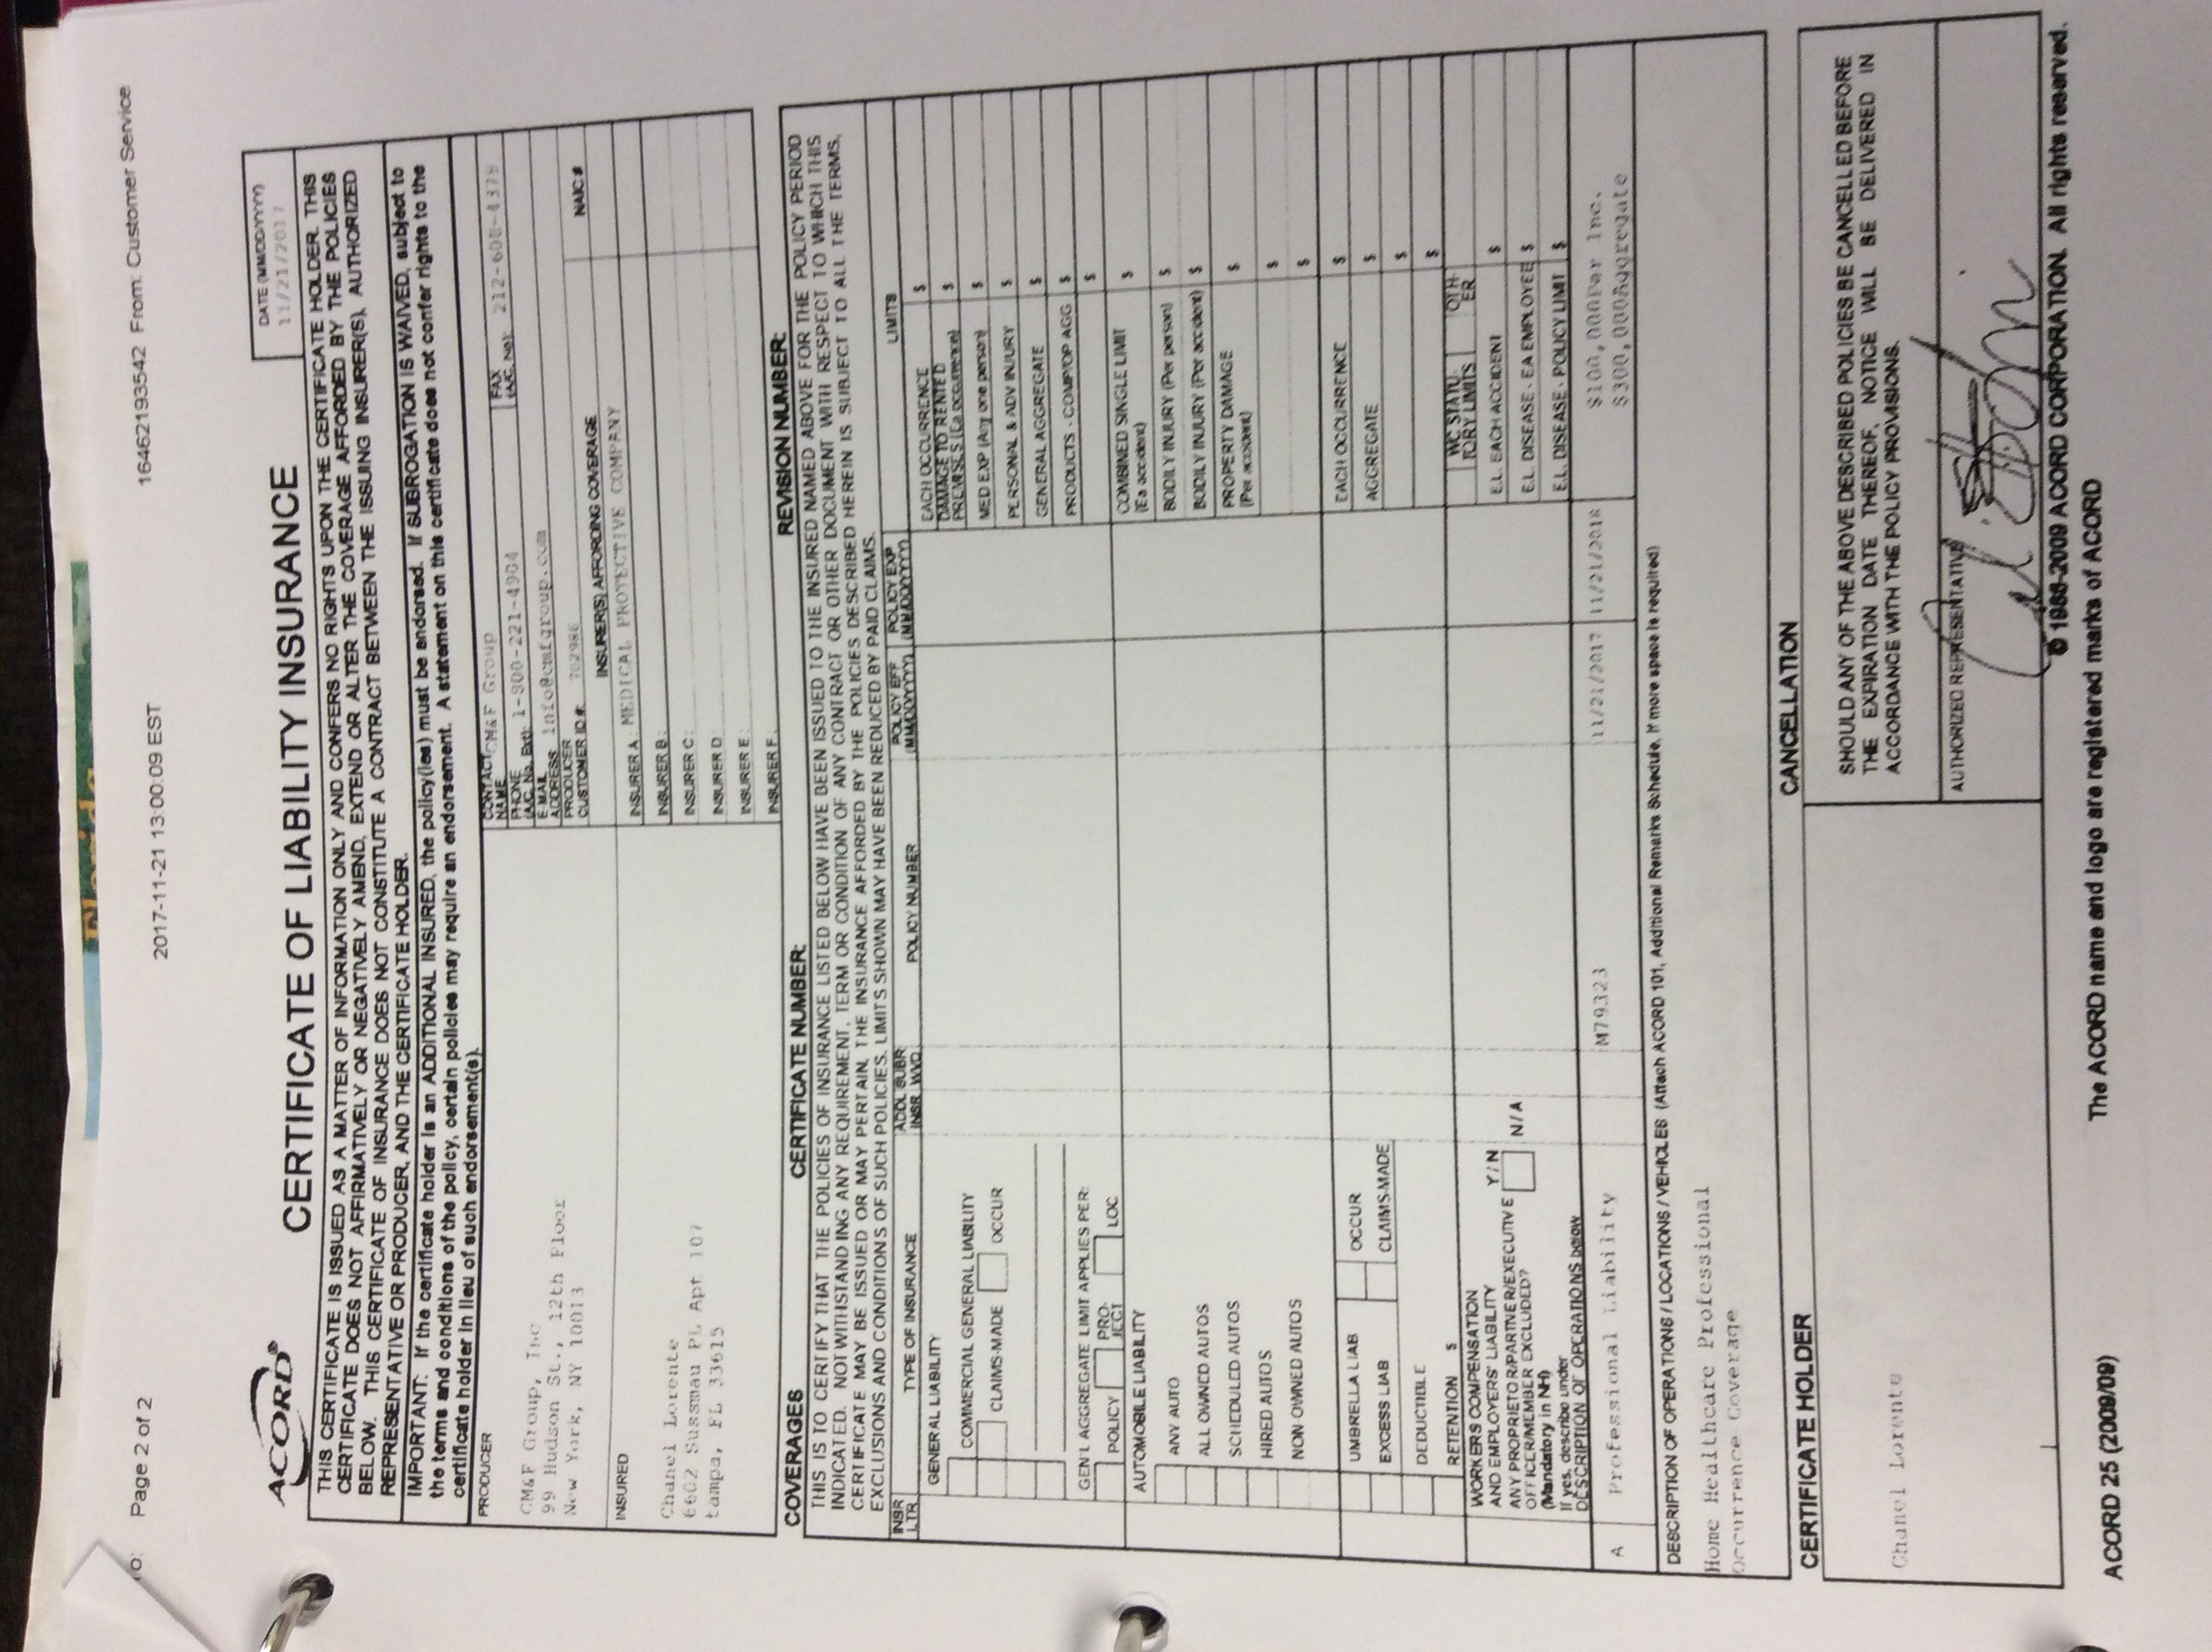 Florida
To: Page 2 of 2 2017-11-21 13:00:09 EST 16462193542 From: Customer Service
ACORD®
CERTIFICATE OF LIABILITY INSURANCE
DATE (MM/DD/YYYY)
11/21/2017
THIS CERTIFICATE IS ISSUED AS A MATTER OF INFORMATION ONLY AND CONFERS NO RIGHTS UPON THE CERTIFICATE HOLDER. THIS
CERTIFICATE DOES NOT AFFIRMATIVELY OR NEGATIVELY AMEND, EXTEND OR ALTER THE COVERAGE AFFORDED BY THE POLICIES
BELOW. THIS CERTIFICATE OF INSURANCE DOES NOT CONSTITUTE A CONTRACT BETWEEN THE ISSUING INSURER(S), AUTHORIZED
REPRESENTATIVE OR PRODUCER, AND THE CERTIFICATE HOLDER.
IMPORTANT: If the certificate holder is an ADDITIONAL INSURED, the policy(ies) must be endorsed. If SUBROGATION IS WAIVED, subject to
the terms and conditions of the policy, certain policies may require an endorsement. A statement on this certificate does not confer rights to the
certificate holder in lieu of such endorsement(s).
PRODUCER
CM&F Group, Inc
99 Hudson St., 12th Floor
New York, NY 10013
CONTACT NAME CM&F Group
PHONE (A/C, No, Ext): 1-800-221-4904 FAX (A/C, No):
E-MAIL ADDRESS info@cmfgroup.com
PRODUCER CUSTOMER ID #: 702986
INSURER(S) AFFORDING COVERAGE NAIC #
INSURED
Chanel Lorente
6602 Sussmau PL Apt 107
tampa, FL 33615
INSURER A: MEDICAL PROTECTIVE COMPANY
INSURER B:
INSURER C:
INSURER D
INSURER E:
INSURER F.
COVERAGES CERTIFICATE NUMBER: REVISION NUMBER:
THIS IS TO CERTIFY THAT THE POLICIES OF INSURANCE LISTED BELOW HAVE BEEN ISSUED TO THE INSURED NAMED ABOVE FOR THE POLICY PERIOD
INDICATED. NOTWITHSTANDING ANY REQUIREMENT, TERM OR CONDITION OF ANY CONTRACT OR OTHER DOCUMENT WITH RESPECT TO WHICH THIS
CERTIFICATE MAY BE ISSUED OR MAY PERTAIN, THE INSURANCE AFFORDED BY THE POLICIES DESCRIBED HEREIN IS SUBJECT TO ALL THE TERMS,
EXCLUSIONS AND CONDITIONS OF SUCH POLICIES. LIMITS SHOWN MAY HAVE BEEN REDUCED BY PAID CLAIMS.
INSR LTR TYPE OF INSURANCE ADDL INSR SUBR WVD POLICY NUMBER POLICY EFF (MM/DD/YYYY) POLICY EXP (MM/DD/YYYY) LIMITS
GENERAL LIABILITY
COMMERCIAL GENERAL LIABILITY
CLAIMS-MADE OCCUR
GEN'L AGGREGATE LIMIT APPLIES PER:
POLICY PRO-JECT LOC
EACH OCCURRENCE $
DAMAGE TO RENTED
PREMISES (Ea occurrence) $
MED EXP (Any one person) $
PERSONAL & ADV INJURY $
GENERAL AGGREGATE $
PRODUCTS - COMP/OP AGG $
$
AUTOMOBILE LIABILITY
ANY AUTO
ALL OWNED AUTOS
SCHEDULED AUTOS
HIRED AUTOS
NON-OWNED AUTOS
COMBINED SINGLE LIMIT
(Ea accident) $
BODILY INJURY (Per person) $
BODILY INJURY (Per accident) $
PROPERTY DAMAGE
(Per accident) $
$
$
UMBRELLA LIAB OCCUR
EXCESS LIAB CLAIMS-MADE
DEDUCTIBLE
RETENTION $
EACH OCCURRENCE $
AGGREGATE $
$
$
WORKERS COMPENSATION
AND EMPLOYERS' LIABILITY Y / N
ANY PROPRIETOR/PARTNER/EXECUTIVE
OFFICER/MEMBER EXCLUDED? N / A
(Mandatory in NH)
If yes, describe under
DESCRIPTION OF OPERATIONS below
WC STATU-TORY LIMITS OTH-ER
E.L. EACH ACCIDENT $
E.L. DISEASE - EA EMPLOYEE $
E.L. DISEASE - POLICY LIMIT $
A Professional Liability M79323 11/21/2017 11/21/2018 $100,000Per Inc.
$300,000Aggregate
DESCRIPTION OF OPERATIONS / LOCATIONS / VEHICLES (Attach ACORD 101, Additional Remarks Schedule, if more space is required)
Home Healthcare Professional
Occurrence Coverage
CERTIFICATE HOLDER
Chanel Lorente
CANCELLATION
SHOULD ANY OF THE ABOVE DESCRIBED POLICIES BE CANCELLED BEFORE
THE EXPIRATION DATE THEREOF, NOTICE WILL BE DELIVERED IN
ACCORDANCE WITH THE POLICY PROVISIONS.
AUTHORIZED REPRESENTATIVE
© 1988-2009 ACORD CORPORATION. All rights reserved.
ACORD 25 (2009/09) The ACORD name and logo are registered marks of ACORD